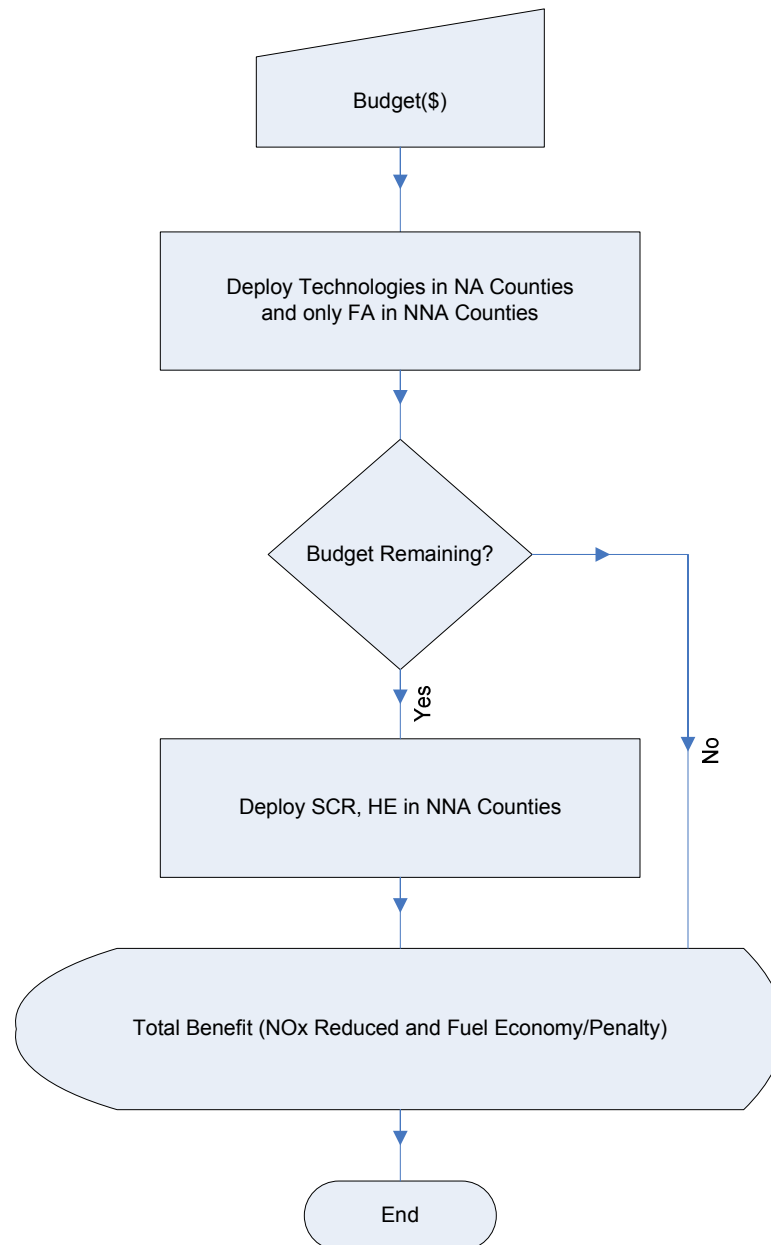 Budget($)
Deploy Technologies in NA Counties
and only FA in NNA Counties
Budget Remaining?
Yes
No
Deploy SCR, HE in NNA Counties
Total Benefit (NOx Reduced and Fuel Economy/Penalty)
End